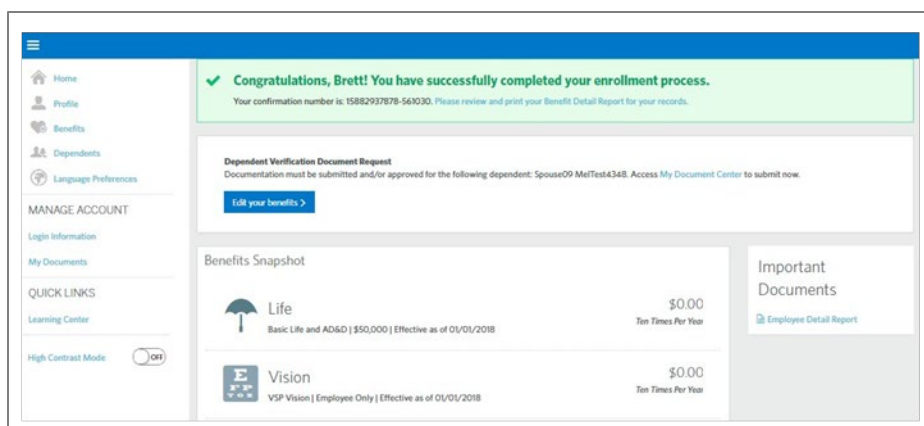 Home
Profile
Benefits
Dependents
Language Preferences
MANAGE ACCOUNT
Login Information
My Documents
QUICK LINKS
Learning Center
High Contrast Mode OFF
Congratulations, Brett! You have successfully completed your enrollment process.
Your confirmation number is: 15882937878-561030. Please review and print your Benefit Detail Report for your records.
Dependent Verification Document Request
Documentation must be submitted and/or approved for the following dependent: Spouse09 MelTest4348. Access My Document Center to submit now.
Edit your benefits >
Benefits Snapshot
Life
Basic Life and AD&D | $50,000 | Effective as of 01/01/2018
$0.00
Ten Times Per Year
E
F P
T O Z
Vision
VSP Vision | Employee Only | Effective as of 01/01/2018
$0.00
Ten Times Per Year
Important
Documents
Employee Detail Report